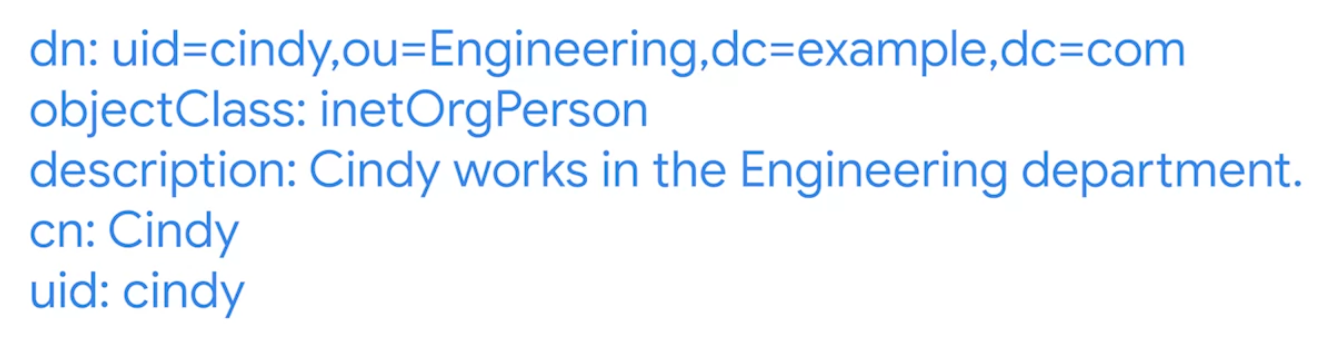 dn: uid=cindy,ou=Engineering,dc=example,dc=com
objectClass: inetOrgPerson
description: Cindy works in the Engineering department.
cn: Cindy
uid: cindy